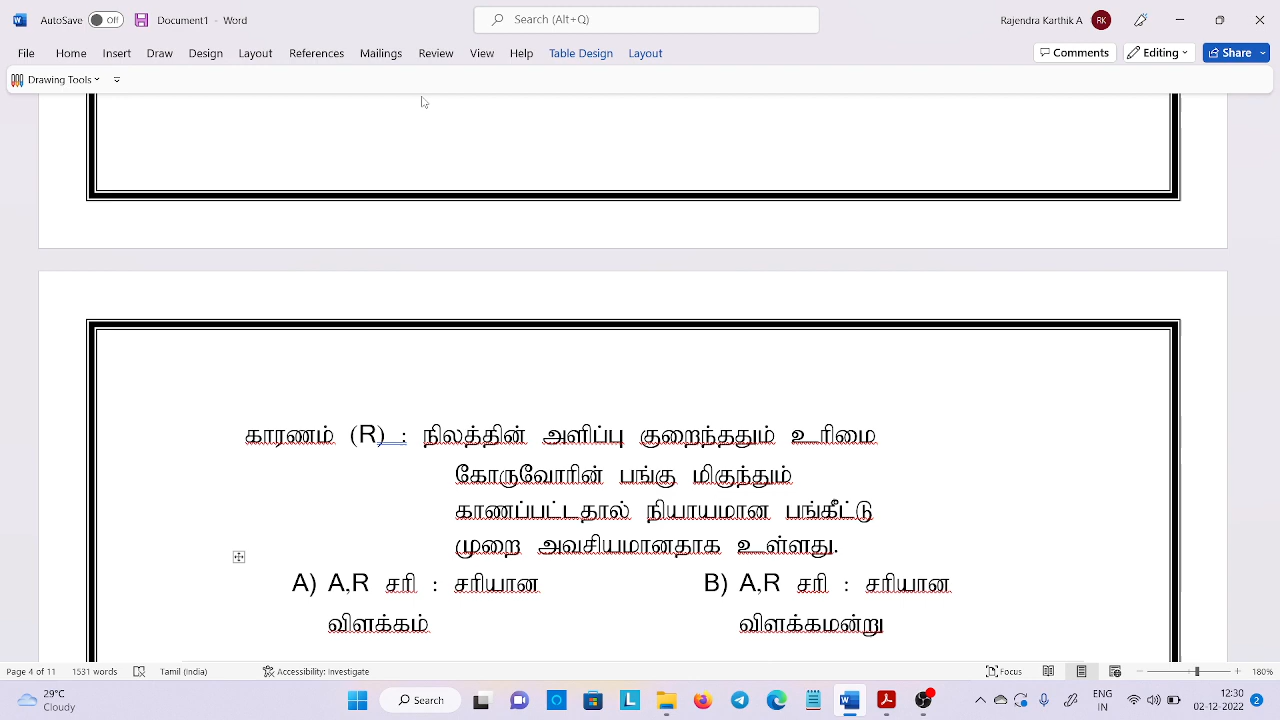 AutoSave Off Document1 - Word Search (Alt+Q) Rajendra Karthik A RK
File Home Insert Draw Design Layout References Mailings Review View Help Table Design Layout Comments Editing Share
Drawing Tools
காரணம் (R) : நிலத்தின் அளிப்பு குறைந்ததும் உரிமை
கோருவோரின் பங்கு மிகுந்தும்
காணப்பட்டதால் நியாயமான பங்கீட்டு
முறை அவசியமானதாக உள்ளது.
A) A,R சரி : சரியான B) A,R சரி : சரியான
விளக்கம் விளக்கமன்று
Page 4 of 11 1531 words Tamil (India) Accessibility: Investigate Focus 180%
29°C Cloudy Search ENG IN 12:30 02-12-2022 2